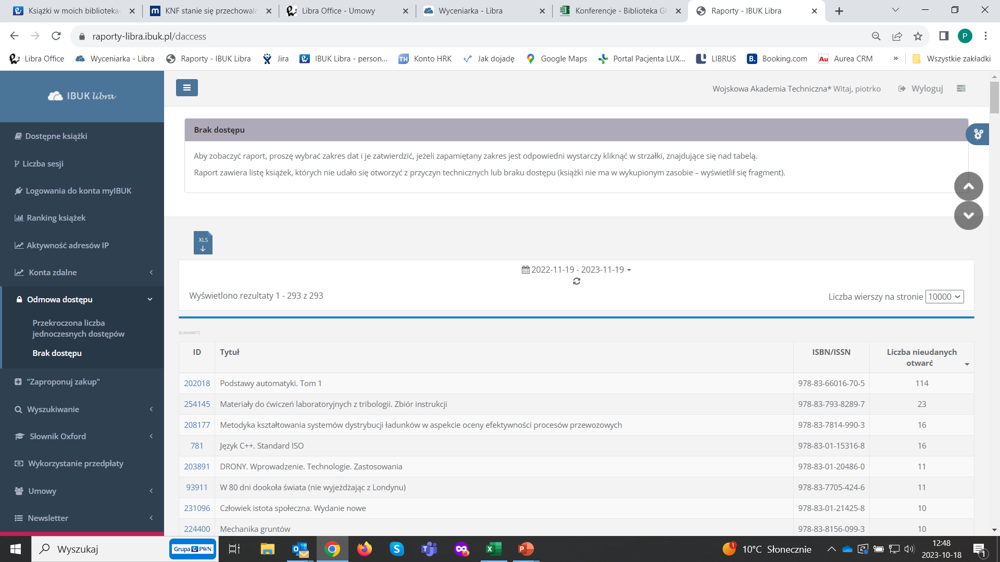 Książki w moich bibliotekac
KNF stanie się przechowaln
Libra Office - Umowy
Wyceniarka - Libra
Konferencje - Biblioteka Gł
Raporty - IBUK Libra
raporty-libra.ibuk.pl/daccess
P
Libra Office
Wyceniarka - Libra
Raporty - IBUK Libra
Jira
IBUK Libra - person...
TH
Konto HRK
Jak dojadę
Google Maps
Portal Pacjenta LUX...
LIBRUS
B.
Booking.com
Au
Aurea CRM
»
Wszystkie zakładki
IBUK libra
Wojskowa Akademia Techniczna* Witaj, piotrko
Wyloguj
Dostępne książki
Liczba sesji
Logowania do konta myIBUK
Ranking książek
Aktywność adresów IP
Konta zdalne
Odmowa dostępu
Przekroczona liczba
jednoczesnych dostępów
Brak dostępu
"Zaproponuj zakup"
Wyszukiwanie
Słownik Oxford
Wykorzystanie przedpłaty
Umowy
Newsletter
Brak dostępu
Aby zobaczyć raport, proszę wybrać zakres dat i je zatwierdzić, jeżeli zapamiętany zakres jest odpowiedni wystarczy kliknąć w strzałki, znajdujące się nad tabelą.
Raport zawiera listę książek, których nie udało się otworzyć z przyczyn technicznych lub braku dostępu (książki nie ma w wykupionym zasobie – wyświetlił się fragment).
XLS
2022-11-19 - 2023-11-19
Wyświetlono rezultaty 1 - 293 z 293
Liczba wierszy na stronie 10000
[0,36040877]
ID Tytuł ISBN/ISSN Liczba nieudanych otwarć
202018 Podstawy automatyki. Tom 1 978-83-66016-70-5 114
254145 Materiały do ćwiczeń laboratoryjnych z tribologii. Zbiór instrukcji 978-83-793-8289-7 23
208177 Metodyka kształtowania systemów dystrybucji ładunków w aspekcie oceny efektywności procesów przewozowych 978-83-7814-990-3 16
781 Język C++. Standard ISO 978-83-01-15316-8 16
203891 DRONY. Wprowadzenie. Technologie. Zastosowania 978-83-01-20486-0 11
93911 W 80 dni dookoła świata (nie wyjeżdżając z Londynu) 978-83-7705-424-6 11
231096 Człowiek istota społeczna. Wydanie nowe 978-83-01-21425-8 10
224400 Mechanika gruntów 978-83-8156-099-3 10
Wyszukaj
Grupa PWN
1
10°C Słonecznie
12:48
2023-10-18
1